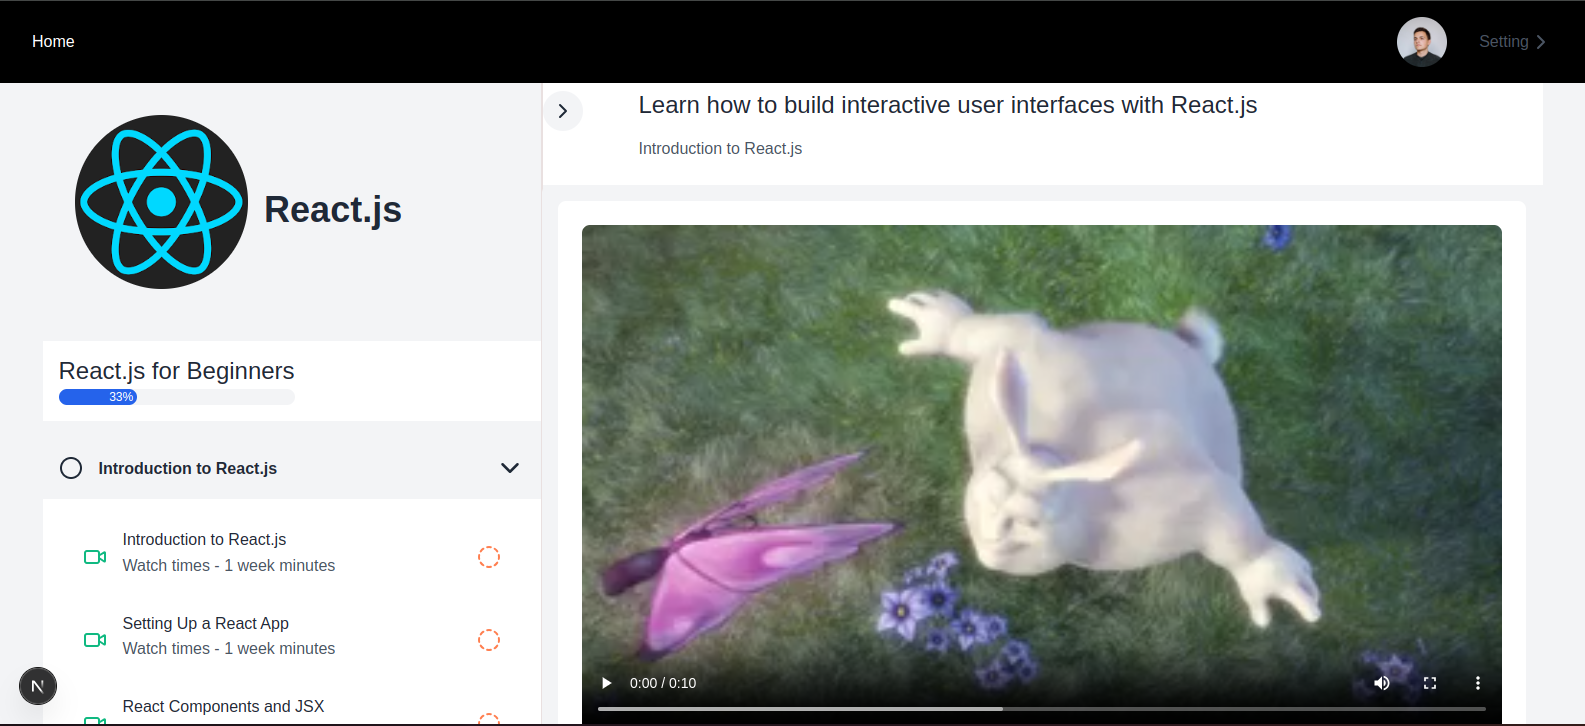 Home
Setting
React.js
Learn how to build interactive user interfaces with React.js
Introduction to React.js
React.js for Beginners
33%
Introduction to React.js
Introduction to React.js
Watch times - 1 week minutes
Setting Up a React App
Watch times - 1 week minutes
React Components and JSX
N
0:00 / 0:10